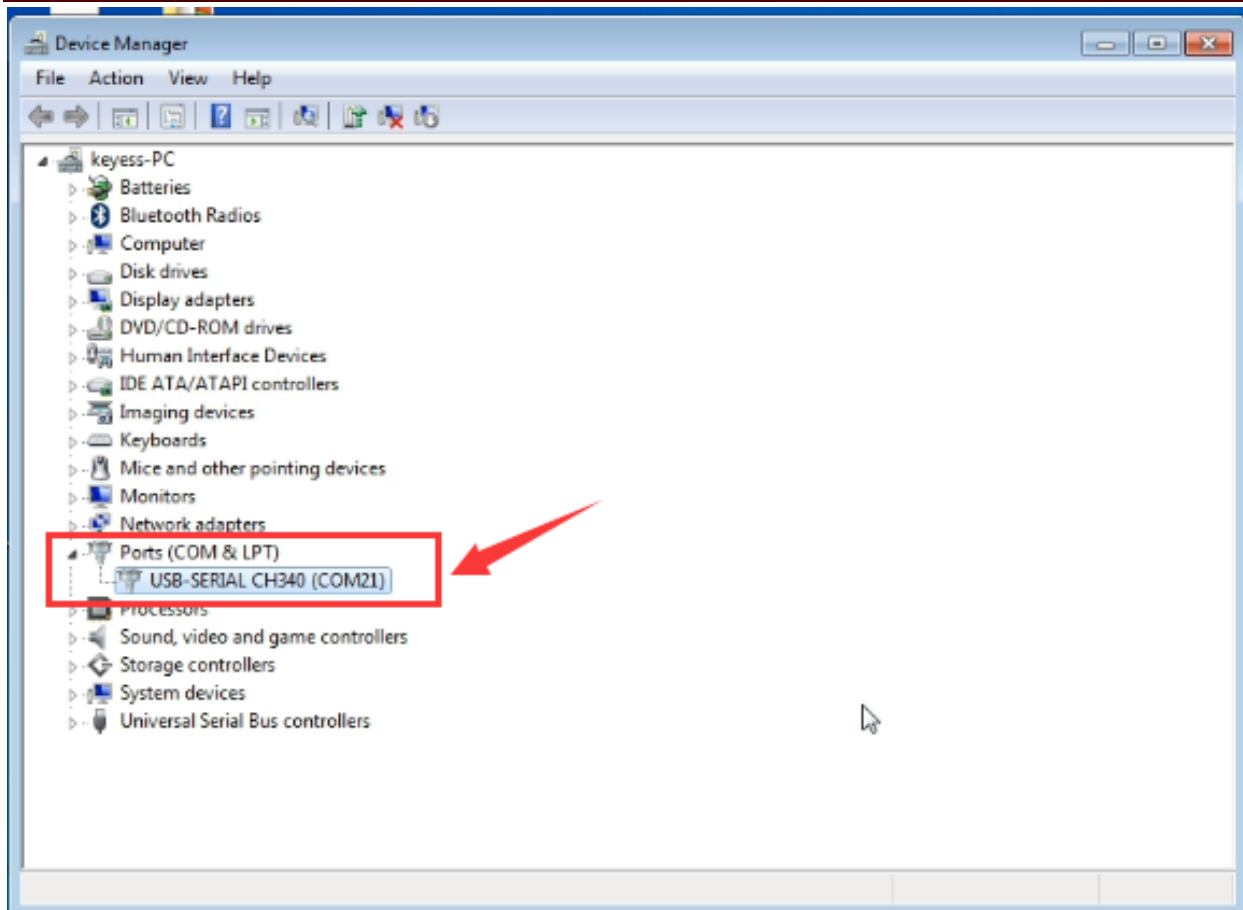 Device Manager
File Action View Help
keyess-PC
Batteries
Bluetooth Radios
Computer
Disk drives
Display adapters
DVD/CD-ROM drives
Human Interface Devices
IDE ATA/ATAPI controllers
Imaging devices
Keyboards
Mice and other pointing devices
Monitors
Network adapters
Ports (COM & LPT)
USB-SERIAL CH340 (COM21)
Processors
Sound, video and game controllers
Storage controllers
System devices
Universal Serial Bus controllers